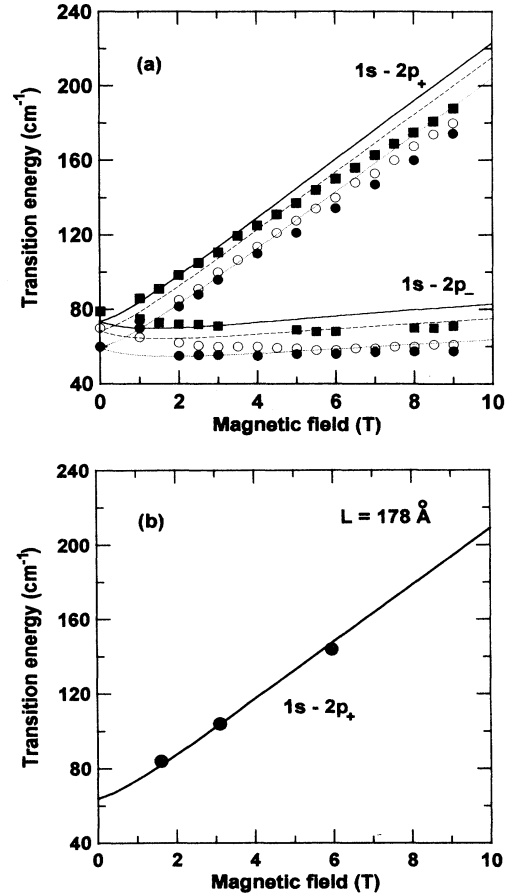 240
(a)
1s - 2p+
200
160
120
1s - 2p−
80
40
0 2 4 6 8 10
Transition energy (cm-1)
Magnetic field (T)
240
(b)
L = 178 Å
200
160
1s - 2p+
120
80
40
0 2 4 6 8 10
Transition energy (cm-1)
Magnetic field (T)